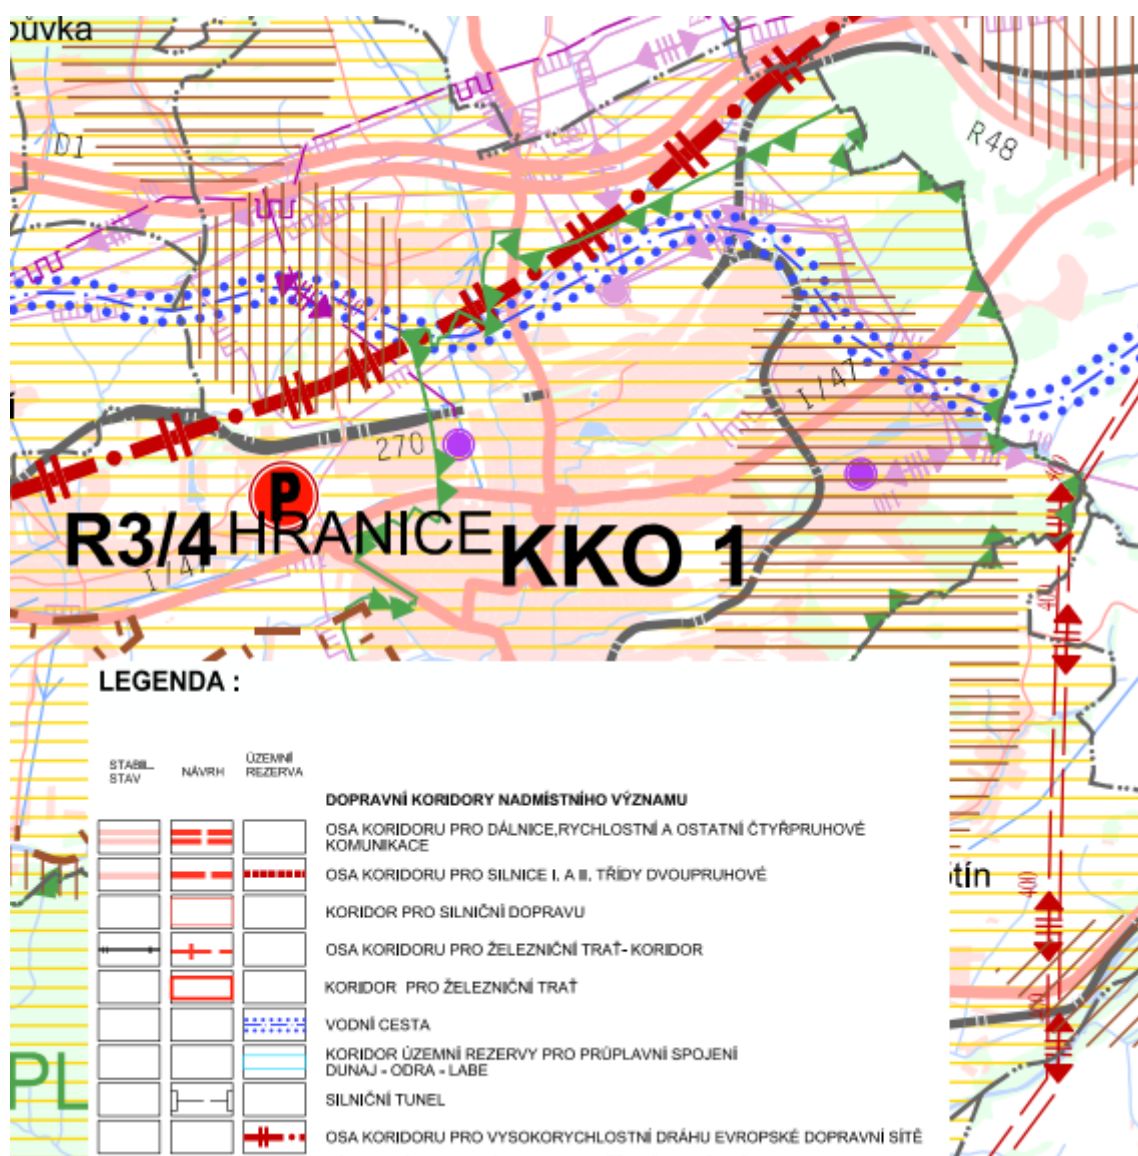 ůvka
D1
R48
I/47
110
270
P
R3/4 HRANICE KKO 1
I/47
400
400
tín
PL
LEGENDA :
STABIL.
STAV
NÁVRH
ÚZEMNÍ
REZERVA
DOPRAVNÍ KORIDORY NADMÍSTNÍHO VÝZNAMU
OSA KORIDORU PRO DÁLNICE,RYCHLOSTNÍ A OSTATNÍ ČTYŘPRUHOVÉ
KOMUNIKACE
OSA KORIDORU PRO SILNICE I. A II. TŘÍDY DVOUPRUHOVÉ
KORIDOR PRO SILNIČNÍ DOPRAVU
OSA KORIDORU PRO ŽELEZNIČNÍ TRAŤ- KORIDOR
KORIDOR PRO ŽELEZNIČNÍ TRAŤ
VODNÍ CESTA
KORIDOR ÚZEMNÍ REZERVY PRO PRŮPLAVNÍ SPOJENÍ
DUNAJ - ODRA - LABE
SILNIČNÍ TUNEL
OSA KORIDORU PRO VYSOKORYCHLOSTNÍ DRÁHU EVROPSKÉ DOPRAVNÍ SÍTĚ